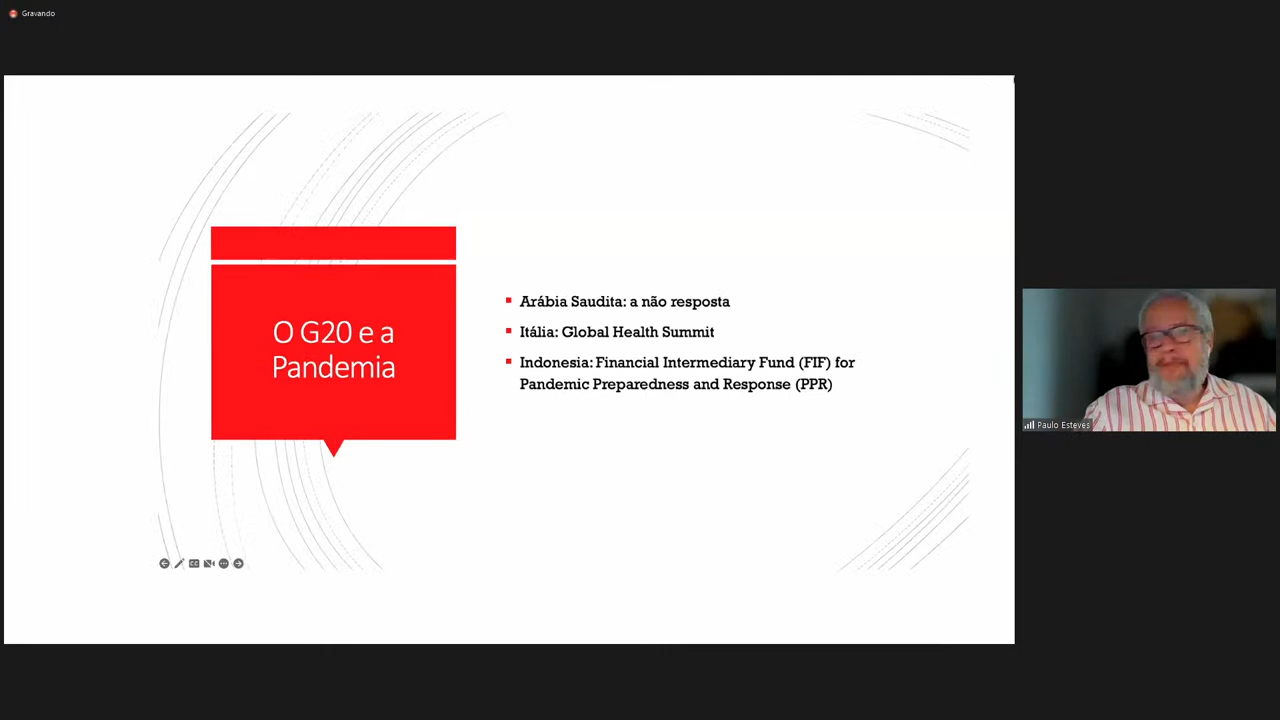 Gravando
O G20 e a
Pandemia
Arábia Saudita: a não resposta
Itália: Global Health Summit
Indonesia: Financial Intermediary Fund (FIF) for
Pandemic Preparedness and Response (PPR)
CC
Paulo Esteves